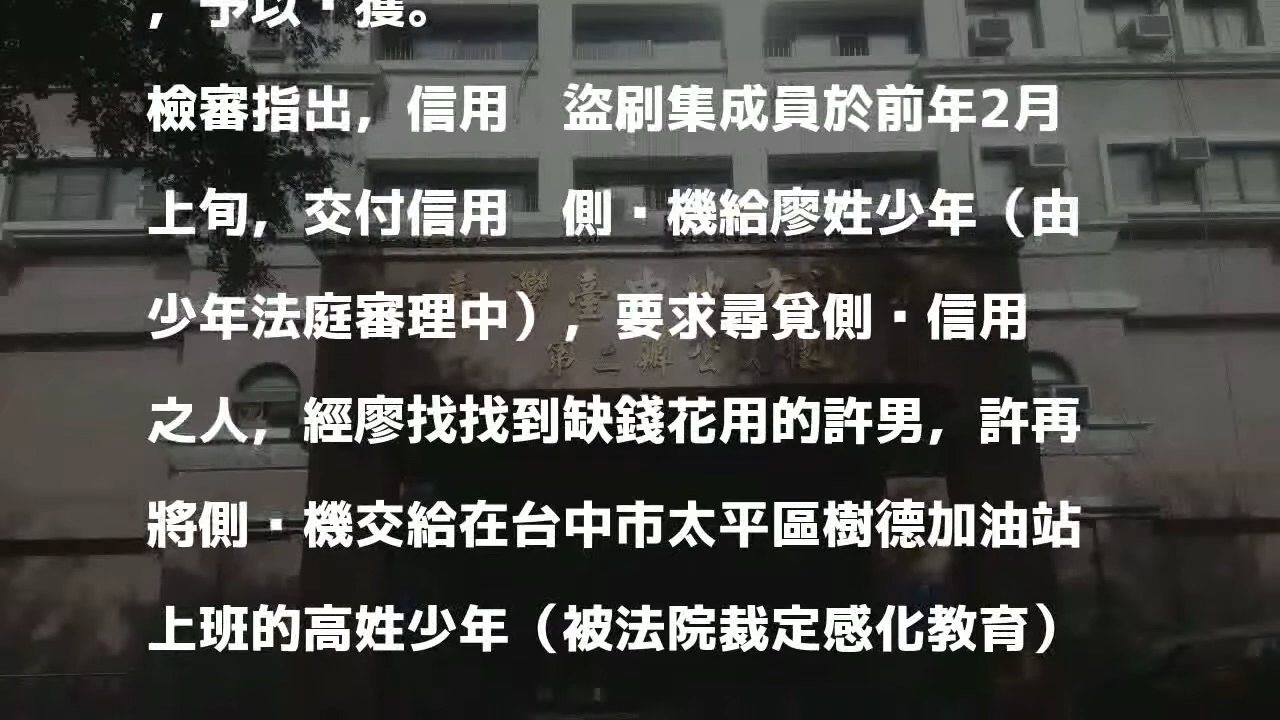 ，予以·獲。
檢審指出，信用　盜刷集成員於前年2月
上旬，交付信用　側·機給廖姓少年（由
少年法庭審理中），要求尋覓側·信用
之人，經廖找找到缺錢花用的許男，許再
將側·機交給在台中市太平區樹德加油站
上班的高姓少年（被法院裁定感化教育）